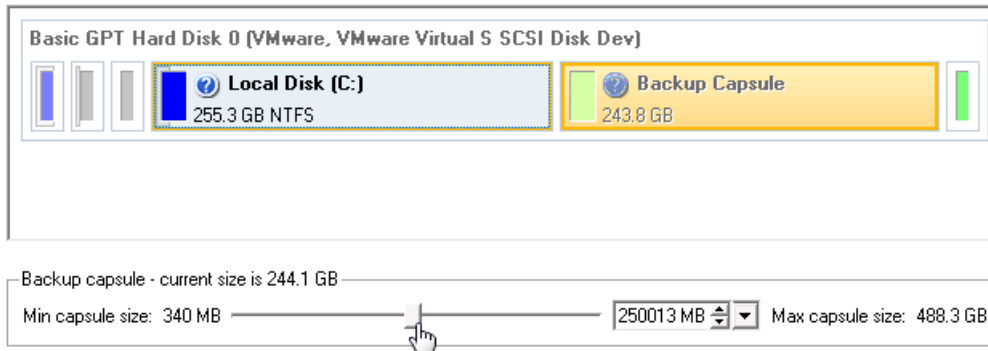 Basic GPT Hard Disk 0 (VMware, VMware Virtual S SCSI Disk Dev)
Local Disk (C:)
255.3 GB NTFS
Backup Capsule
243.8 GB
Backup capsule - current size is 244.1 GB
Min capsule size: 340 MB 250013 MB Max capsule size: 488.3 GB